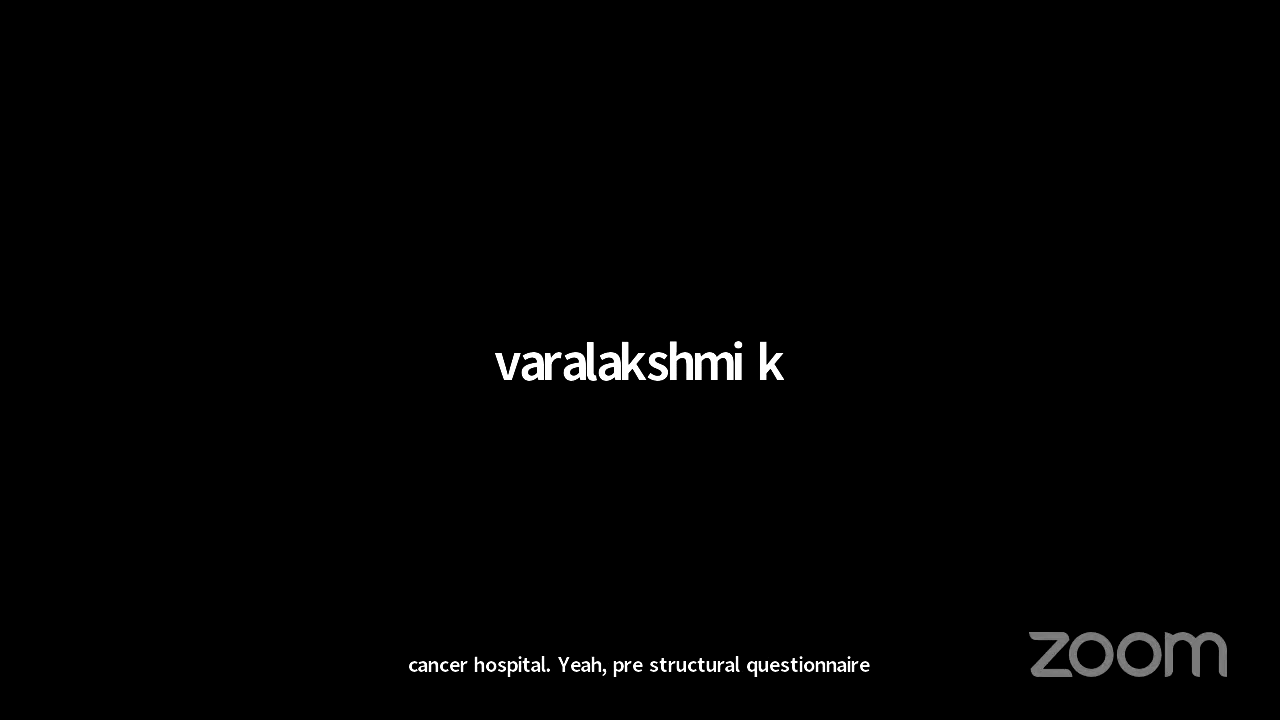 varalakshmi k
cancer hospital. Yeah, pre structural questionnaire
zoom